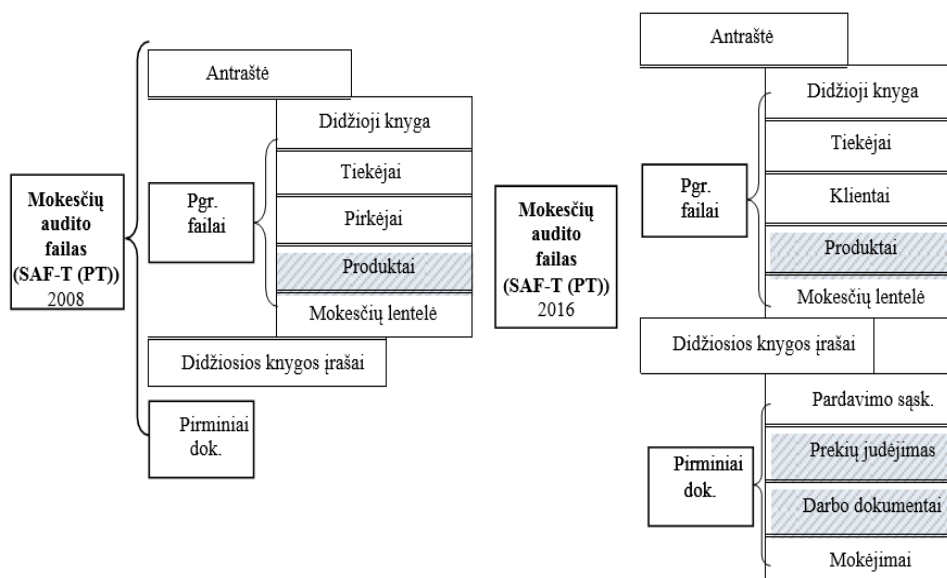 Antraštė
Mokesčių
audito
failas
(SAF-T (PT))
2008
Pgr.
failai
Didžioji knyga
Tiekėjai
Pirkėjai
Produktai
Mokesčių lentelė
Didžiosios knygos įrašai
Pirminiai
dok.
Antraštė
Mokesčių
audito
failas
(SAF-T (PT))
2016
Pgr.
failai
Didžioji knyga
Tiekėjai
Klientai
Produktai
Mokesčių lentelė
Didžiosios knygos įrašai
Pirminiai
dok.
Pardavimo sąsk.
Prekių judėjimas
Darbo dokumentai
Mokėjimai